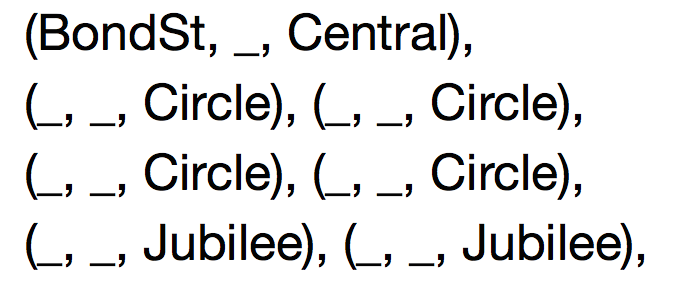 (BondSt, _, Central),
(_, _, Circle), (_, _, Circle),
(_, _, Circle), (_, _, Circle),
(_, _, Jubilee), (_, _, Jubilee),